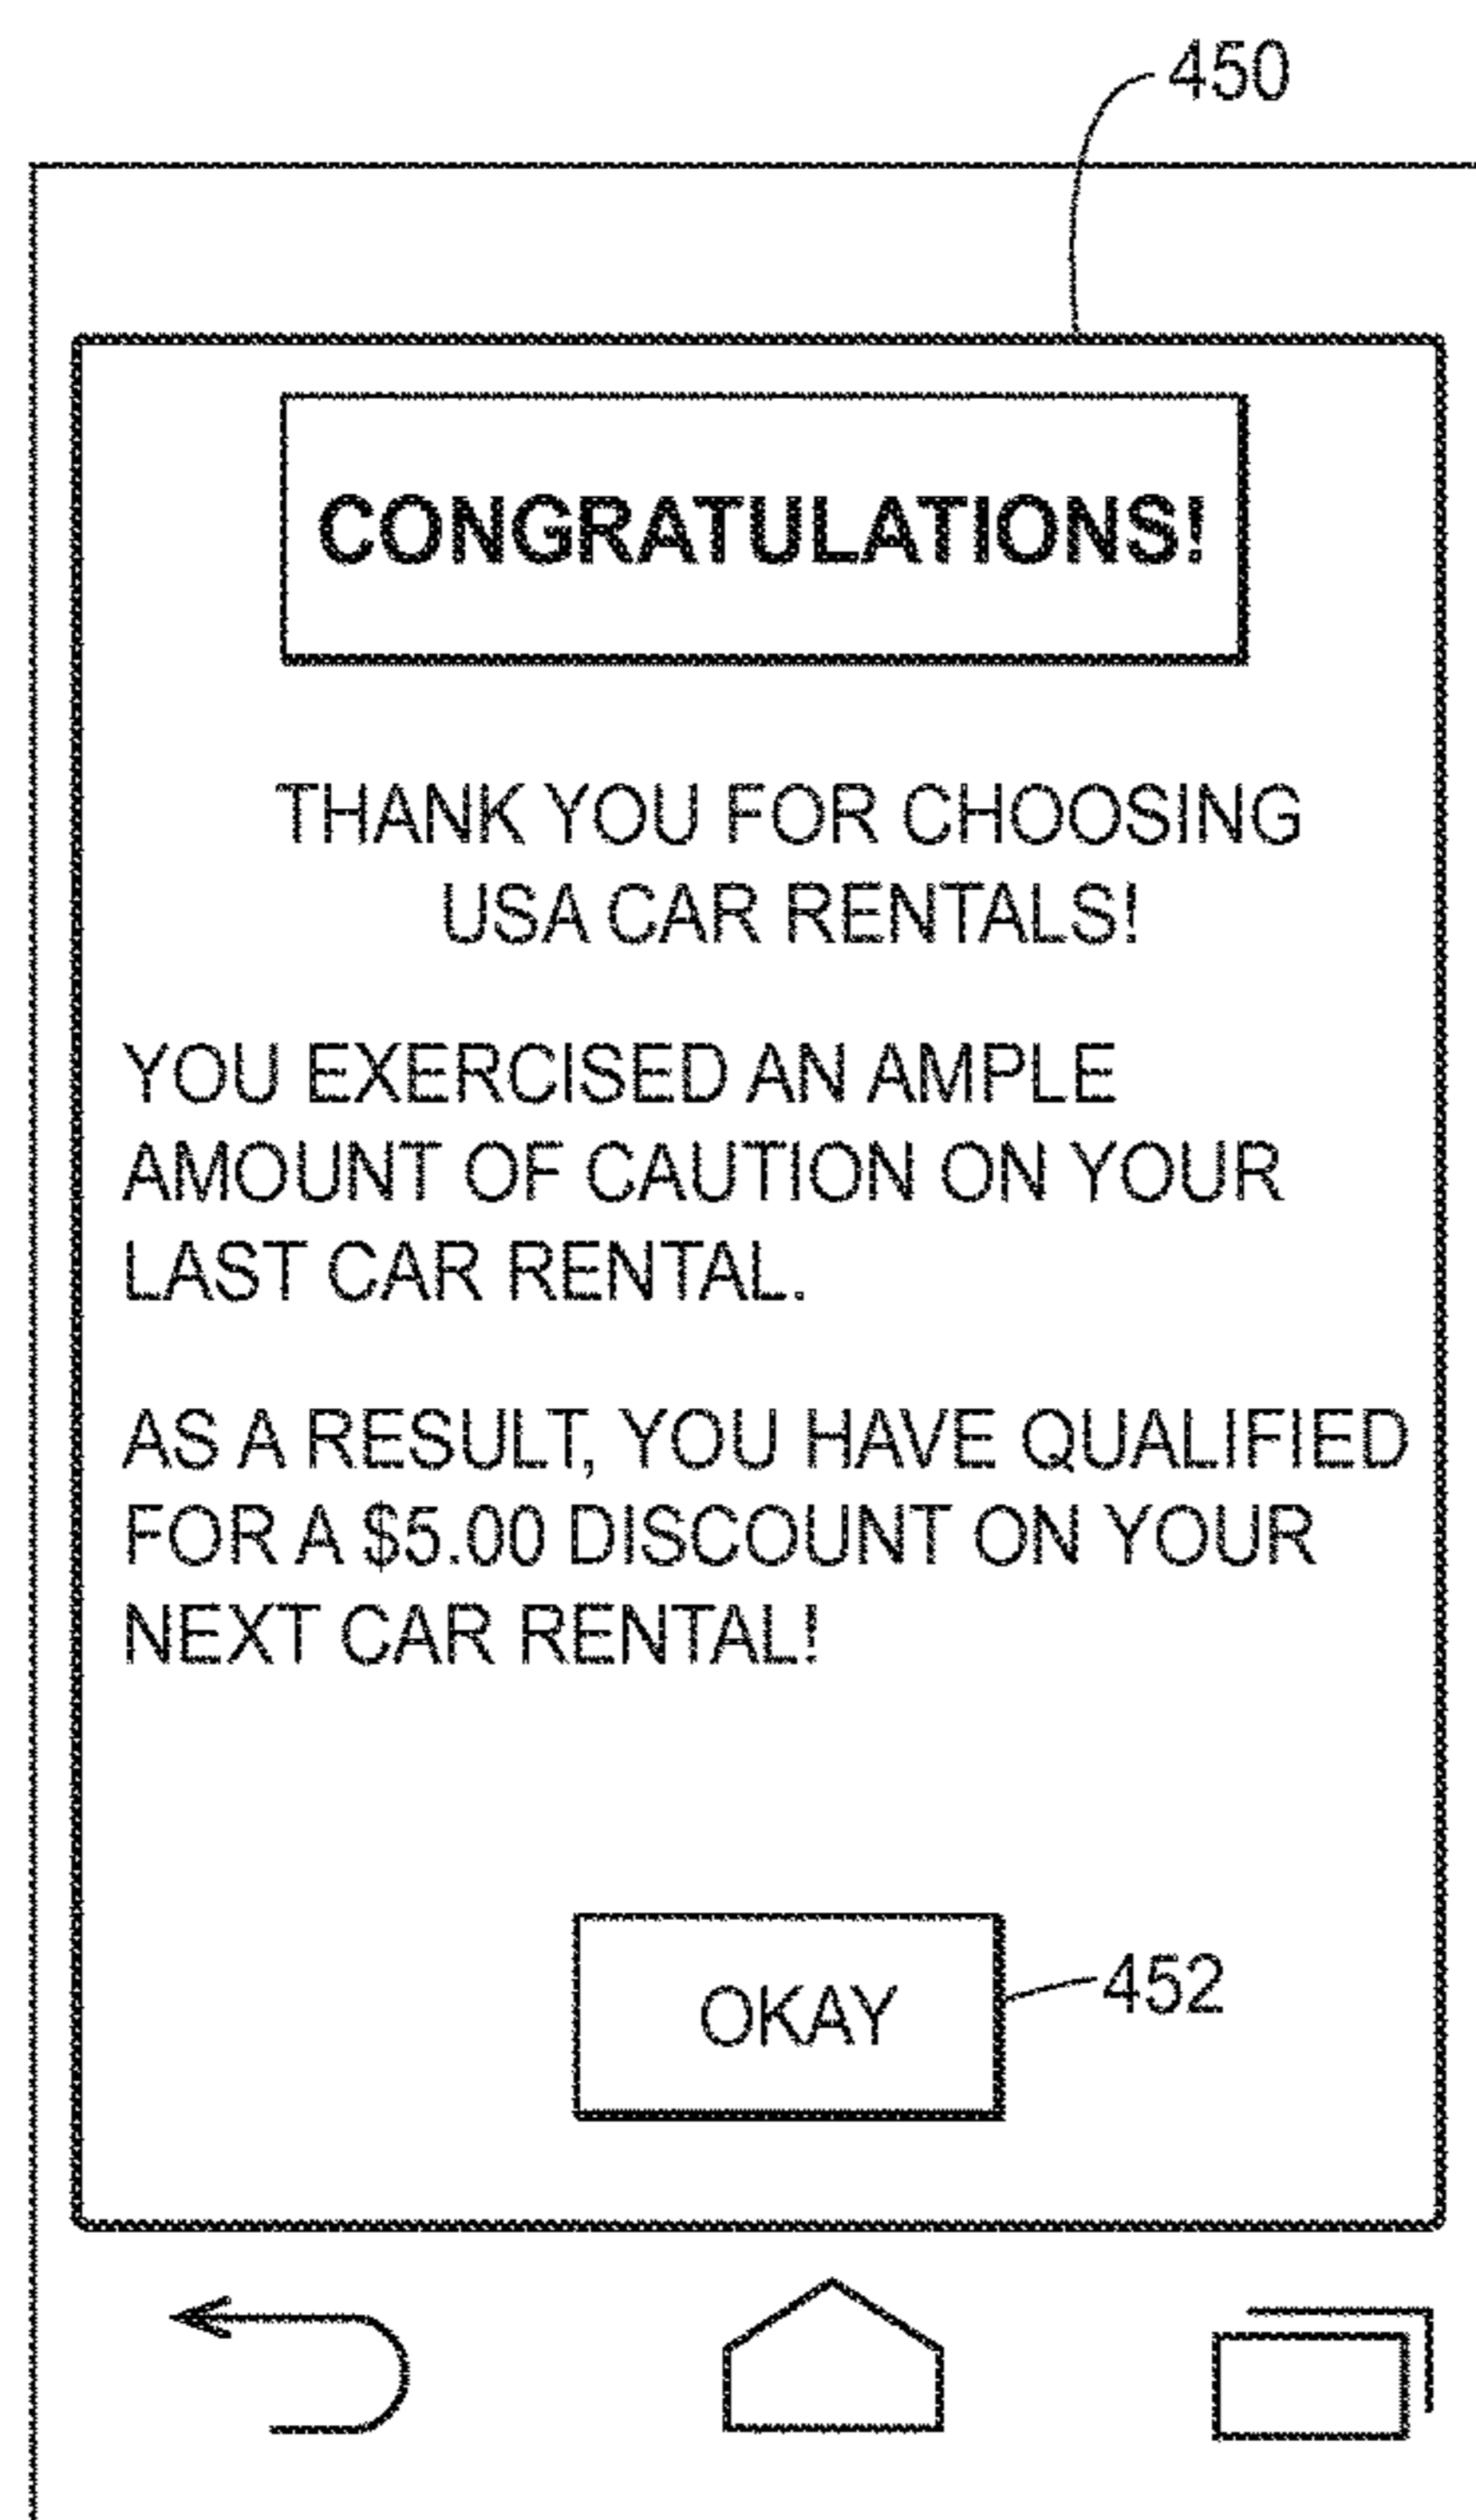 450
CONGRATULATIONS!
THANK YOU FOR CHOOSING
USA CAR RENTALS!
YOU EXERCISED AN AMPLE
AMOUNT OF CAUTION ON YOUR
LAST CAR RENTAL.
AS A RESULT, YOU HAVE QUALIFIED
FOR A $5.00 DISCOUNT ON YOUR
NEXT CAR RENTAL!
OKAY
452